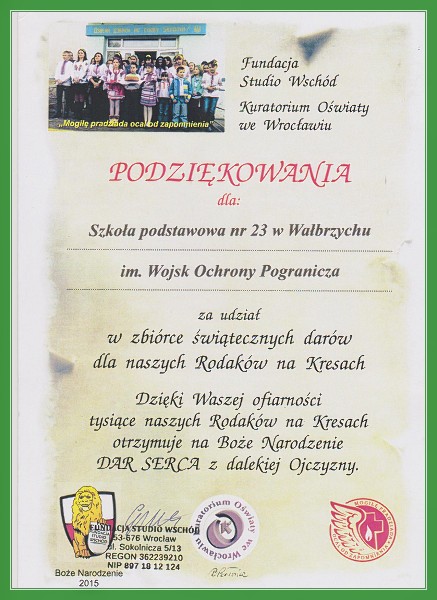 „Mogiłę pradziada ocal od zapomnienia"
Fundacja
Studio Wschód
Kuratorium Oświaty
we Wrocławiu
PODZIĘKOWANIA
dla:
Szkoła podstawowa nr 23 w Wałbrzychu
im. Wojsk Ochrony Pogranicza
za udział
w zbiórce świątecznych darów
dla naszych Rodaków na Kresach
Dzięki Waszej ofiarności
tysiące naszych Rodaków na Kresach
otrzymuje na Boże Narodzenie
DAR SERCA z dalekiej Ojczyzny.
FUNDACJA STUDIO WSCHÓD
53-676 Wrocław
ul. Sokolnicza 5/13
REGON 362239210
NIP 897 18 12 124
FUNDACJA
STUDIO
WSCHÓD
Kuratorium Oświaty we Wrocławiu
Boże Narodzenie
2015